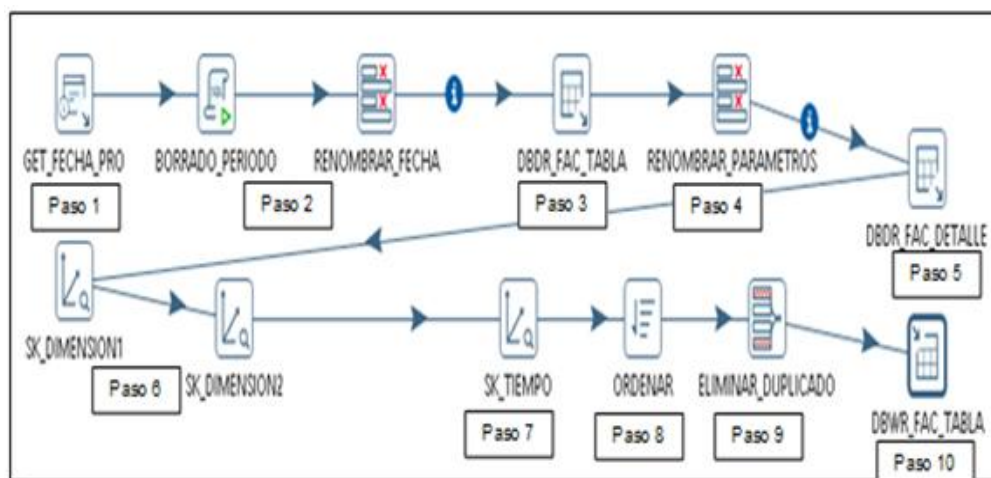 GET_FECHA_PRO
BORRADO_PERIODO
RENOMBRAR_FECHA
DBDR_FAC_TABLA
RENOMBRAR_PARAMETROS
Paso 1
Paso 2
Paso 3
Paso 4
DBDR_FAC_DETALLE
Paso 5
SK_DIMENSION1
Paso 6
SK_DIMENSION2
SK_TIEMPO
ORDENAR
ELIMINAR_DUPLICADO
DBWR_FAC_TABLA
Paso 7
Paso 8
Paso 9
Paso 10